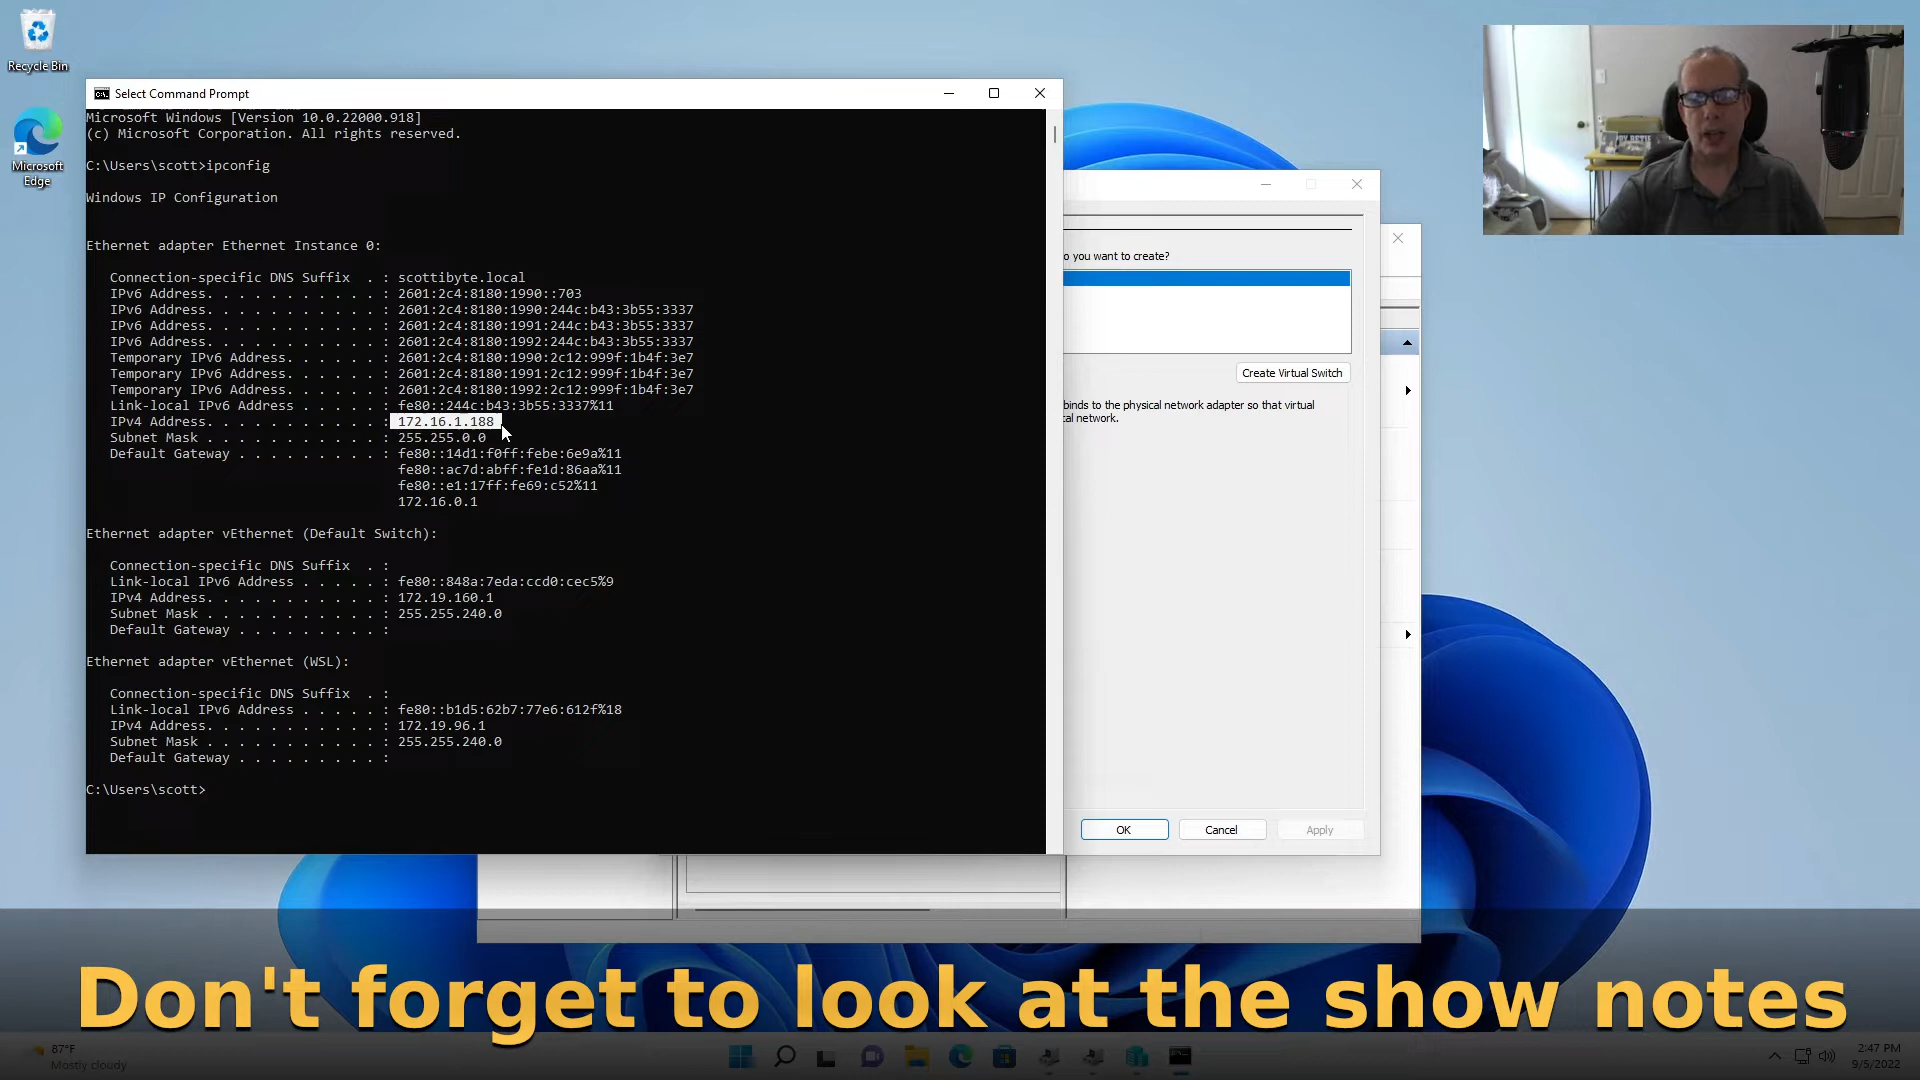 Recycle Bin
Microsoft
Edge
Select Command Prompt
Microsoft Windows [Version 10.0.22000.918]
(c) Microsoft Corporation. All rights reserved.
C:\Users\scott>ipconfig
Windows IP Configuration
Ethernet adapter Ethernet Instance 0:
Connection-specific DNS Suffix  . : scottibyte.local
IPv6 Address. . . . . . . . . . . : 2601:2c4:8180:1990::703
IPv6 Address. . . . . . . . . . . : 2601:2c4:8180:1990:244c:b43:3b55:3337
IPv6 Address. . . . . . . . . . . : 2601:2c4:8180:1991:244c:b43:3b55:3337
IPv6 Address. . . . . . . . . . . : 2601:2c4:8180:1992:244c:b43:3b55:3337
Temporary IPv6 Address. . . . . . : 2601:2c4:8180:1990:2c12:999f:1b4f:3e7
Temporary IPv6 Address. . . . . . : 2601:2c4:8180:1991:2c12:999f:1b4f:3e7
Temporary IPv6 Address. . . . . . : 2601:2c4:8180:1992:2c12:999f:1b4f:3e7
Link-local IPv6 Address . . . . . : fe80::244c:b43:3b55:3337%11
IPv4 Address. . . . . . . . . . . : 172.16.1.188
Subnet Mask . . . . . . . . . . . : 255.255.0.0
Default Gateway . . . . . . . . . : fe80::14d1:f0ff:febe:6e9a%11
fe80::ac7d:abff:fe1d:86aa%11
fe80::e1:17ff:fe69:c52%11
172.16.0.1
Ethernet adapter vEthernet (Default Switch):
Connection-specific DNS Suffix  . :
Link-local IPv6 Address . . . . . : fe80::848a:7eda:ccd0:cec5%9
IPv4 Address. . . . . . . . . . . : 172.19.160.1
Subnet Mask . . . . . . . . . . . : 255.255.240.0
Default Gateway . . . . . . . . . :
Ethernet adapter vEthernet (WSL):
Connection-specific DNS Suffix  . :
Link-local IPv6 Address . . . . . : fe80::b1d5:62b7:77e6:612f%18
IPv4 Address. . . . . . . . . . . : 172.19.96.1
Subnet Mask . . . . . . . . . . . : 255.255.240.0
Default Gateway . . . . . . . . . :
C:\Users\scott>
o you want to create?
Create Virtual Switch
binds to the physical network adapter so that virtual
cal network.
OK
Cancel
Apply
Don't forget to look at the show notes
87°F
Mostly cloudy
2:47 PM
9/5/2022